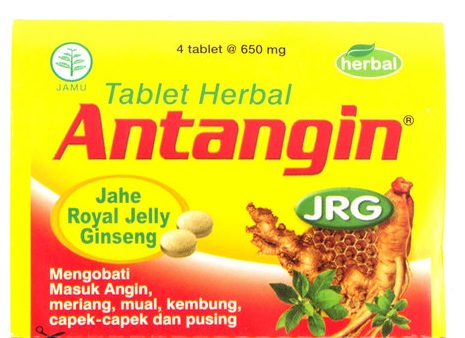 4 tablet @ 650 mg
herbal
JAMU
Tablet Herbal
Antangin®
Jahe
Royal Jelly
Ginseng
JRG
Mengobati
Masuk Angin,
meriang, mual, kembung,
capek-capek dan pusing